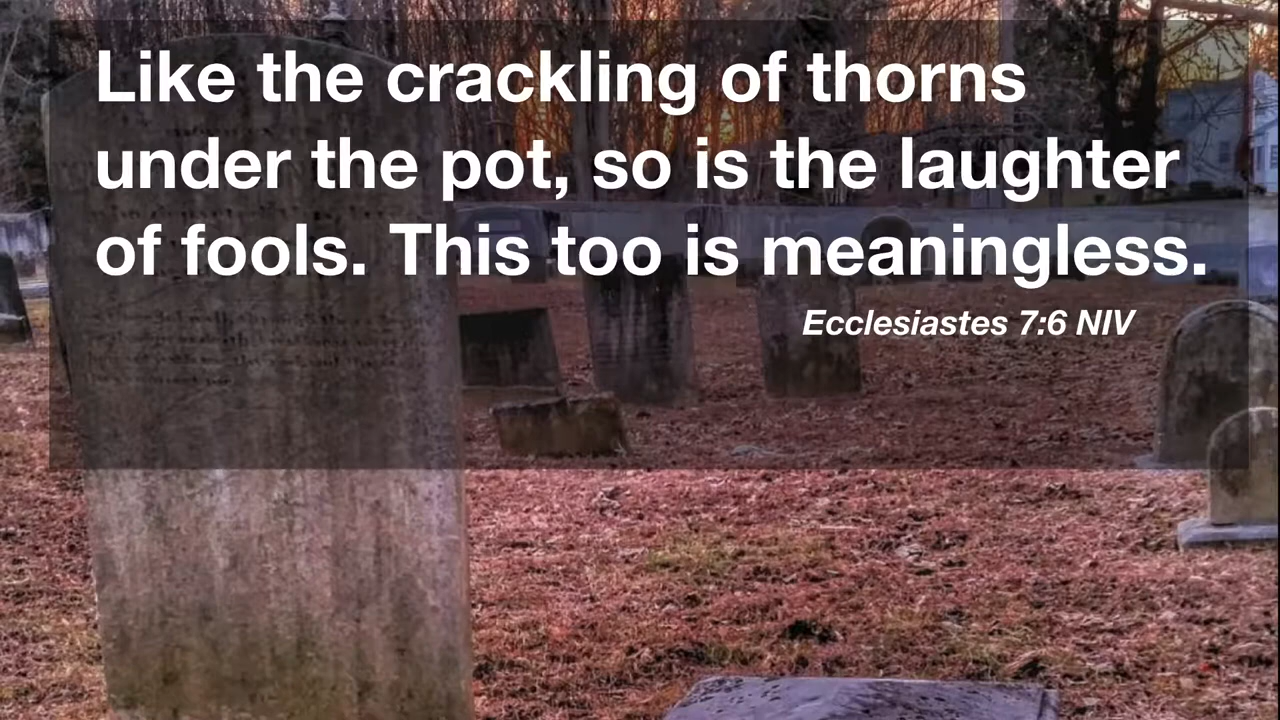 Like the crackling of thorns
under the pot, so is the laughter
of fools. This too is meaningless.
Ecclesiastes 7:6 NIV